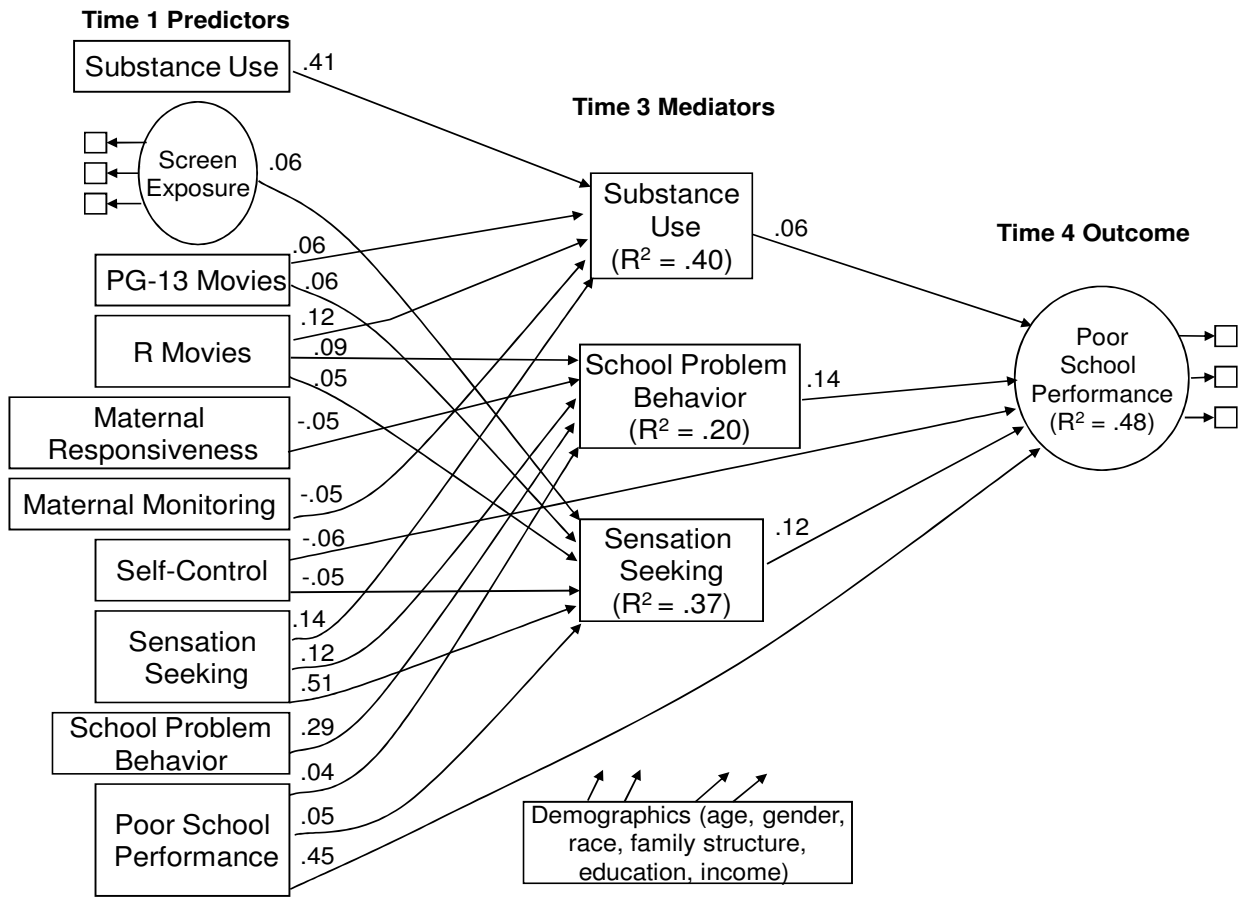 Time 1 Predictors
Substance Use
.41
Screen
Exposure
.06
PG-13 Movies
.06
.06
R Movies
.12
.09
.05
Maternal
Responsiveness
-.05
Maternal Monitoring
-.05
Self-Control
-.06
-.05
Sensation
Seeking
.14
.12
.51
School Problem
Behavior
.29
Poor School
Performance
.04
.05
.45
Time 3 Mediators
Substance
Use
(R² = .40)
.06
School Problem
Behavior
(R² = .20)
.14
Sensation
Seeking
(R² = .37)
.12
Demographics (age, gender,
race, family structure,
education, income)
Time 4 Outcome
Poor
School
Performance
(R² = .48)